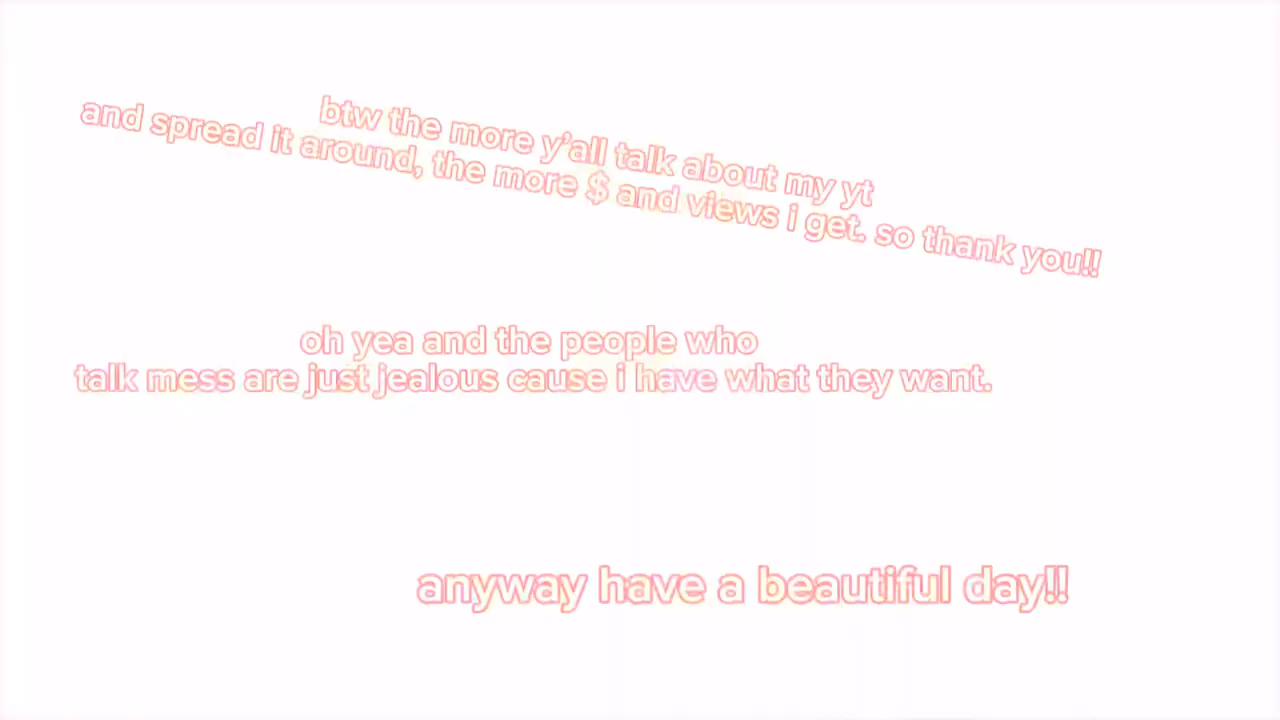 btw the more y'all talk about my yt
and spread it around, the more $ and views i get. so thank you!!
oh yea and the people who
talk mess are just jealous cause i have what they want.
anyway have a beautiful day!!